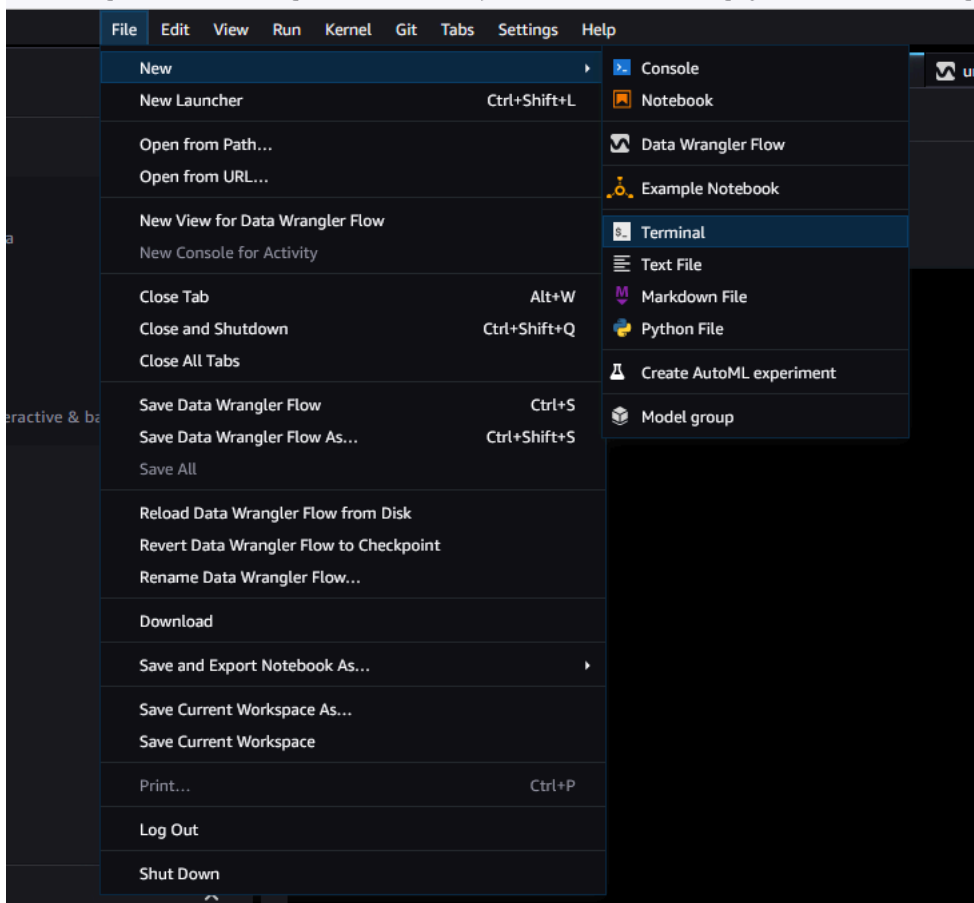 File Edit View Run Kernel Git Tabs Settings Help
New
New Launcher Ctrl+Shift+L
Open from Path...
Open from URL...
New View for Data Wrangler Flow
New Console for Activity
Close Tab Alt+W
Close and Shutdown Ctrl+Shift+Q
Close All Tabs
Save Data Wrangler Flow Ctrl+S
Save Data Wrangler Flow As... Ctrl+Shift+S
Save All
Reload Data Wrangler Flow from Disk
Revert Data Wrangler Flow to Checkpoint
Rename Data Wrangler Flow...
Download
Save and Export Notebook As...
Save Current Workspace As...
Save Current Workspace
Print... Ctrl+P
Log Out
Shut Down
Console
Notebook
Data Wrangler Flow
Example Notebook
$_ Terminal
Text File
M Markdown File
Python File
Create AutoML experiment
Model group
a
eractive & ba